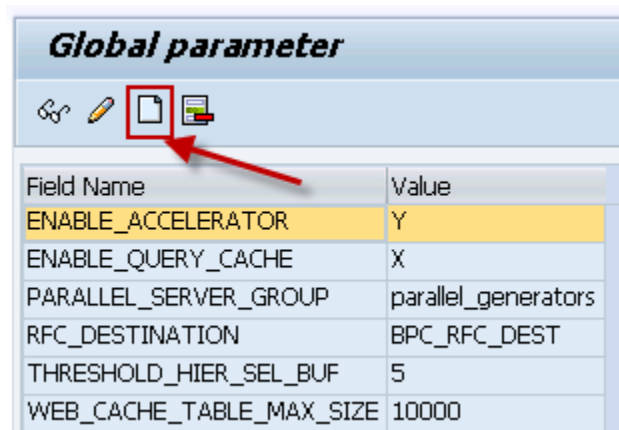 Global parameter
Field Name Value
ENABLE_ACCELERATOR Y
ENABLE_QUERY_CACHE X
PARALLEL_SERVER_GROUP parallel_generators
RFC_DESTINATION BPC_RFC_DEST
THRESHOLD_HIER_SEL_BUF 5
WEB_CACHE_TABLE_MAX_SIZE 10000